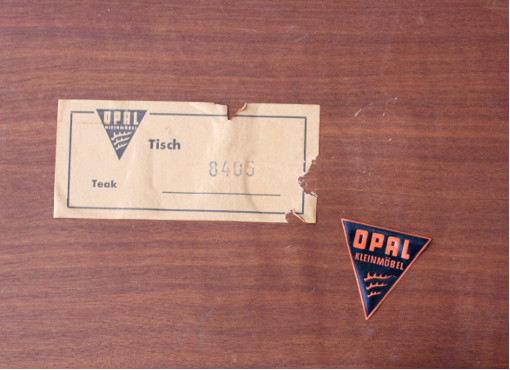 OPAL
KLEINMÖBEL
Tisch
8405
Teak
OPAL
KLEINMÖBEL